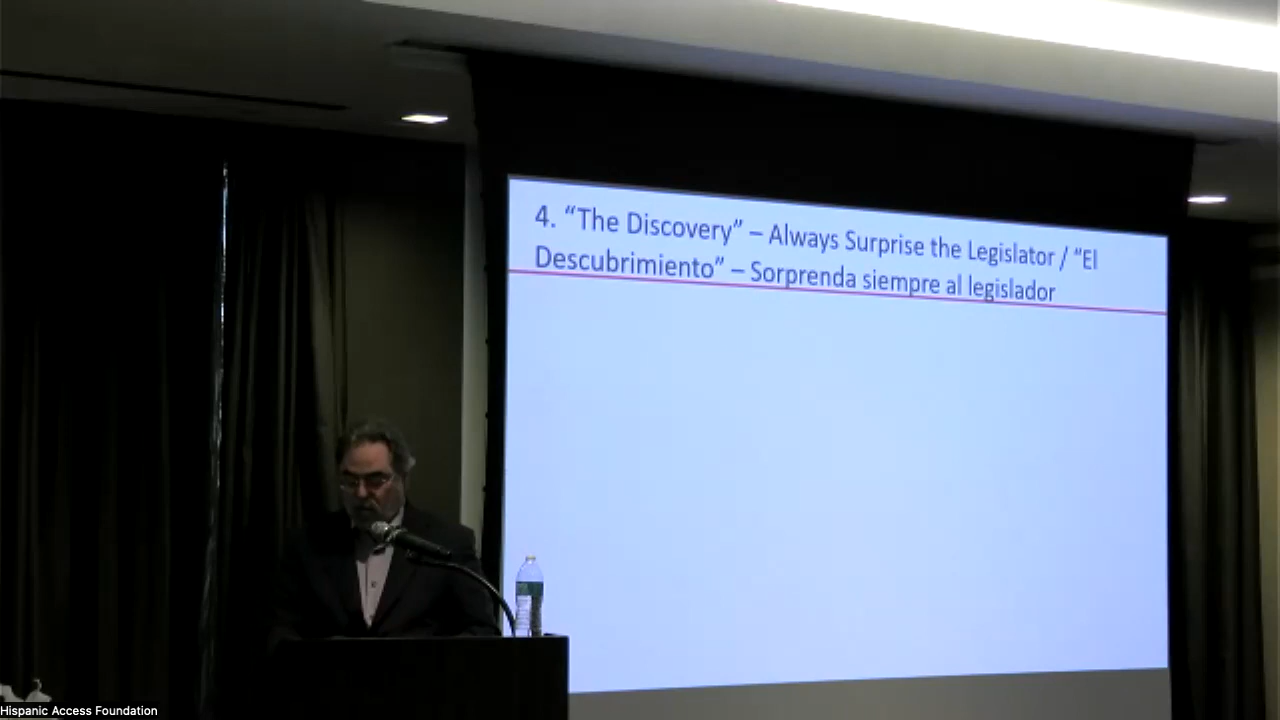 4. “The Discovery” – Always Surprise the Legislator / “El
Descubrimiento” – Sorprenda siempre al legislador
Hispanic Access Foundation